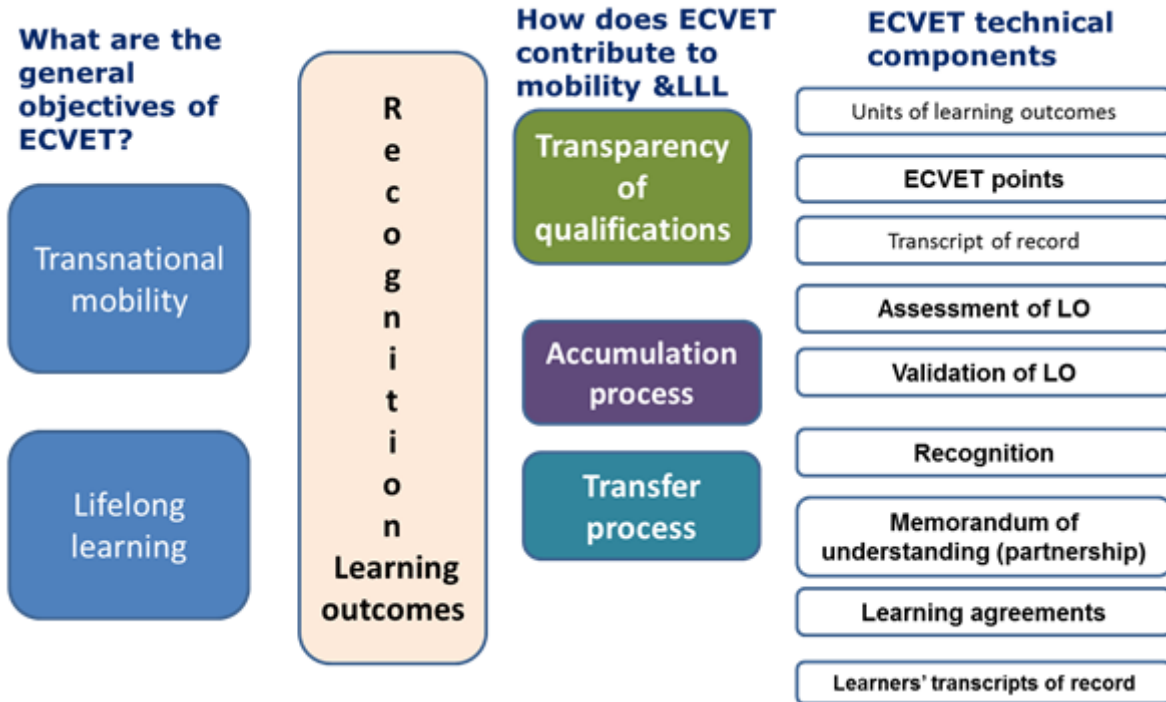 What are the
general
objectives of
ECVET?
Transnational
mobility
Lifelong
learning
R
e
c
o
g
n
i
t
i
o
n
Learning
outcomes
How does ECVET
contribute to
mobility &LLL
Transparency
of
qualifications
Accumulation
process
Transfer
process
ECVET technical
components
Units of learning outcomes
ECVET points
Transcript of record
Assessment of LO
Validation of LO
Recognition
Memorandum of
understanding (partnership)
Learning agreements
Learners’ transcripts of record